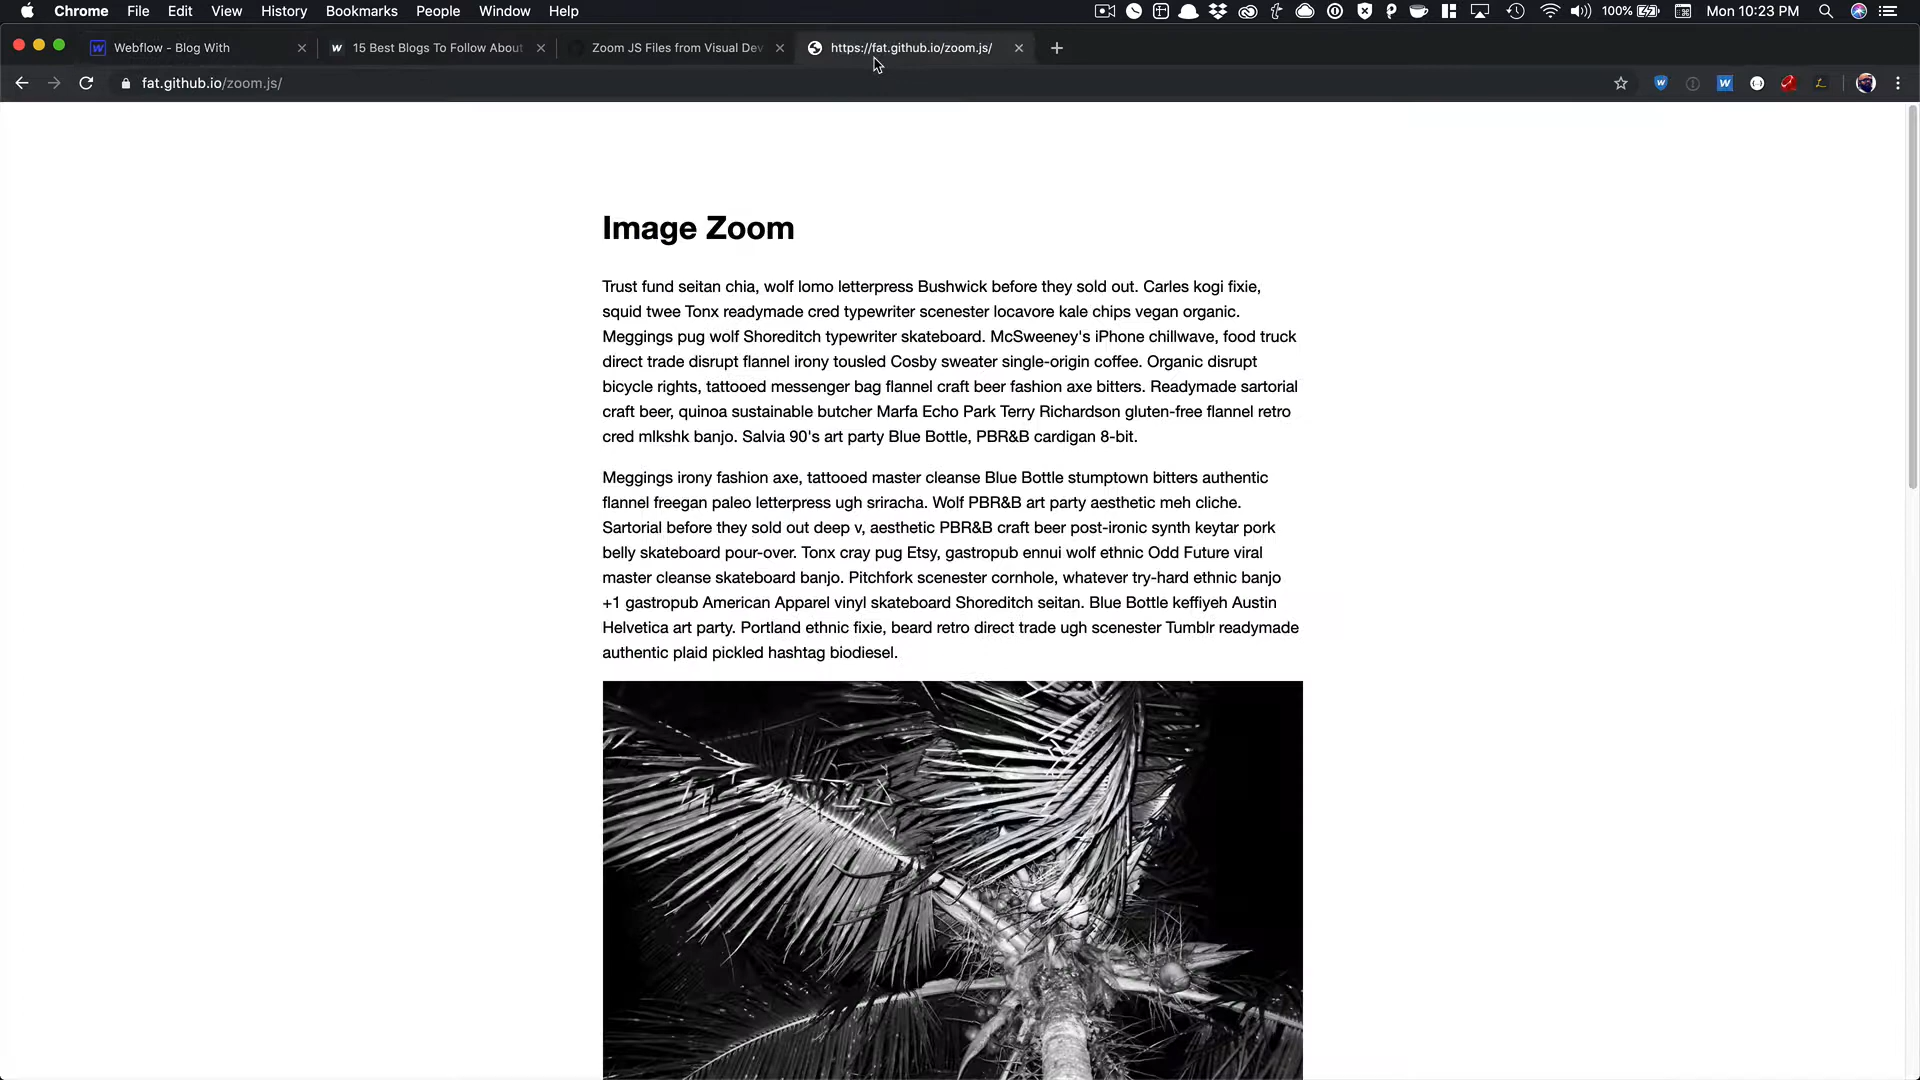 Chrome File Edit View History Bookmarks People Window Help 100% Mon 10:23 PM
Webflow - Blog With
15 Best Blogs To Follow About
Zoom JS Files from Visual Dev
https://fat.github.io/zoom.js/
fat.github.io/zoom.js/
Image Zoom
Trust fund seitan chia, wolf lomo letterpress Bushwick before they sold out. Carles kogi fixie,
squid twee Tonx readymade cred typewriter scenester locavore kale chips vegan organic.
Meggings pug wolf Shoreditch typewriter skateboard. McSweeney's iPhone chillwave, food truck
direct trade disrupt flannel irony tousled Cosby sweater single-origin coffee. Organic disrupt
bicycle rights, tattooed messenger bag flannel craft beer fashion axe bitters. Readymade sartorial
craft beer, quinoa sustainable butcher Marfa Echo Park Terry Richardson gluten-free flannel retro
cred mlkshk banjo. Salvia 90's art party Blue Bottle, PBR&B cardigan 8-bit.
Meggings irony fashion axe, tattooed master cleanse Blue Bottle stumptown bitters authentic
flannel freegan paleo letterpress ugh sriracha. Wolf PBR&B art party aesthetic meh cliche.
Sartorial before they sold out deep v, aesthetic PBR&B craft beer post-ironic synth keytar pork
belly skateboard pour-over. Tonx cray pug Etsy, gastropub ennui wolf ethnic Odd Future viral
master cleanse skateboard banjo. Pitchfork scenester cornhole, whatever try-hard ethnic banjo
+1 gastropub American Apparel vinyl skateboard Shoreditch seitan. Blue Bottle keffiyeh Austin
Helvetica art party. Portland ethnic fixie, beard retro direct trade ugh scenester Tumblr readymade
authentic plaid pickled hashtag biodiesel.